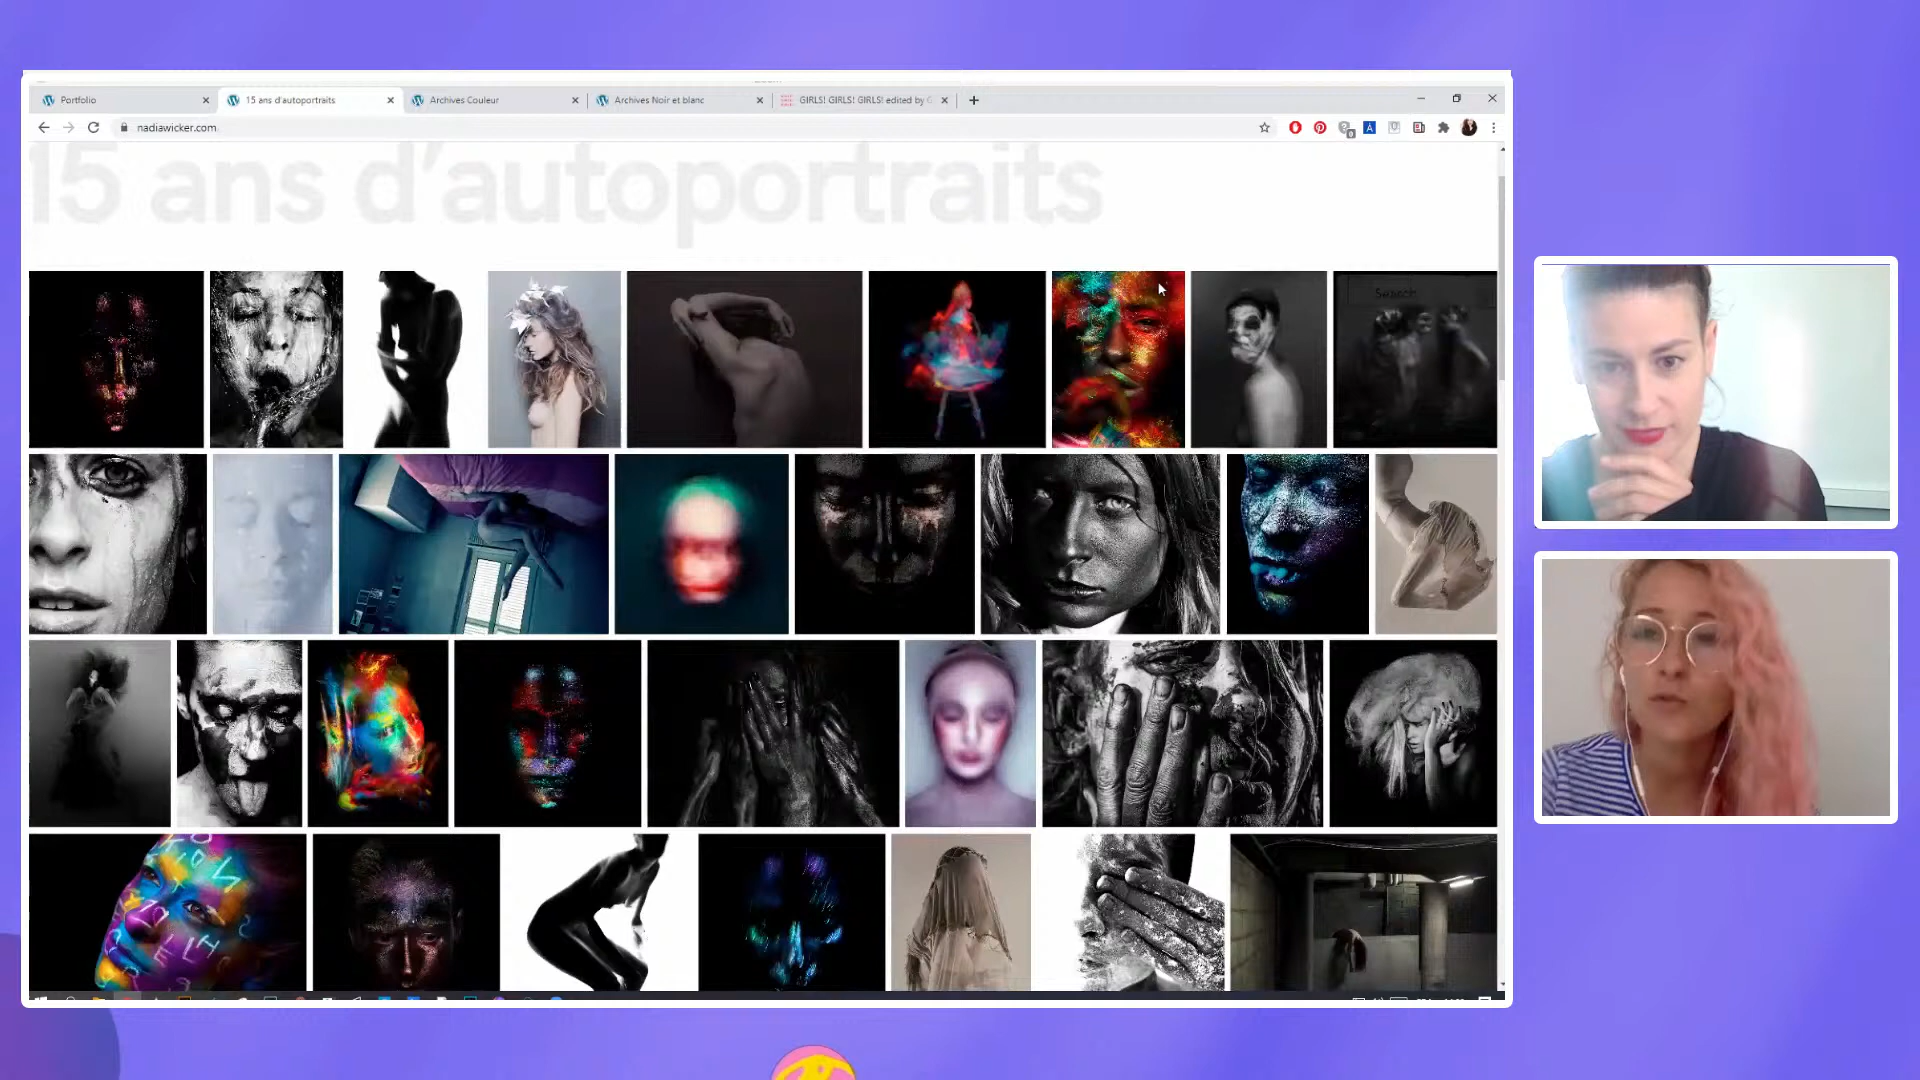 Portfolio
15 ans d'autoportraits
Archives Couleur
Archives Noir et blanc
GIRLS! GIRLS! GIRLS! edited by
nadiawicker.com
15 ans d'autoportraits
Search